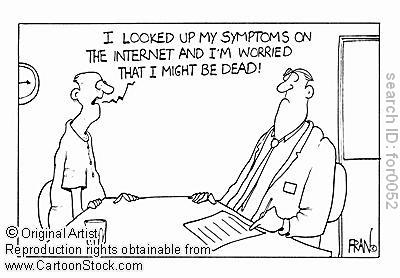 I LOOKED UP MY SYMPTOMS ON
THE INTERNET AND I'M WORRIED
THAT I MIGHT BE DEAD!
search ID: for0052
FRAN
© Original Artist
Reproduction rights obtainable from
www.CartoonStock.com